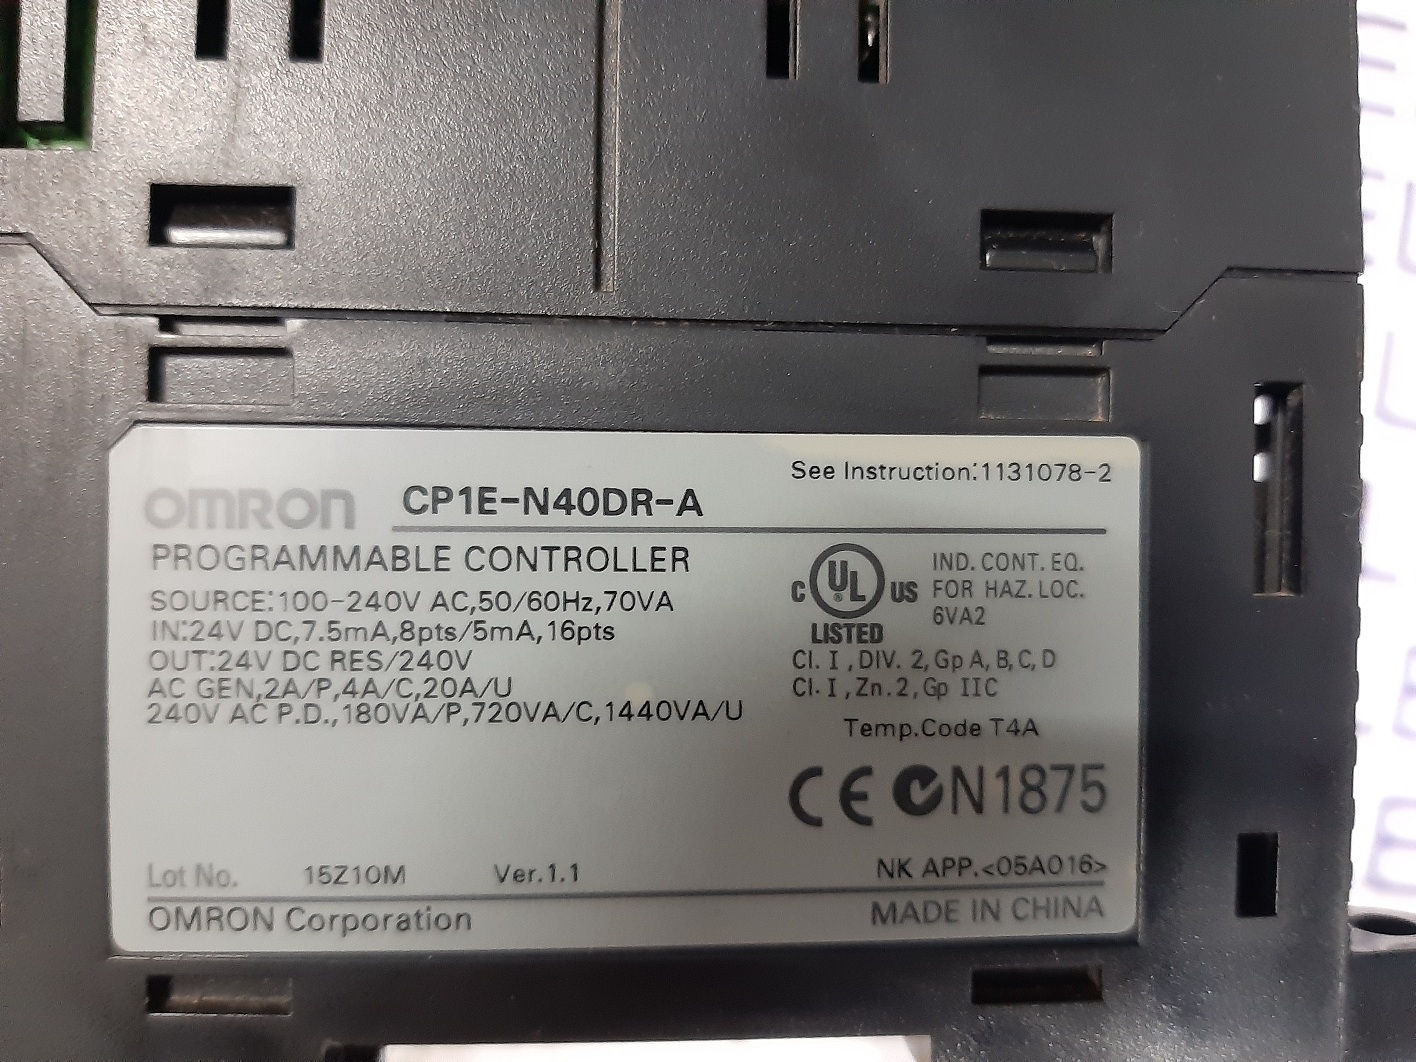 See Instruction:1131078-2
OMRON CP1E-N40DR-A
PROGRAMMABLE CONTROLLER
SOURCE:100-240V AC,50/60Hz,70VA
IN:24V DC,7.5mA,8pts/5mA,16pts
OUT:24V DC RES/240V
AC GEN,2A/P,4A/C,20A/U
240V AC P.D.,180VA/P,720VA/C,1440VA/U
C UL ® US
LISTED
IND. CONT. EQ.
FOR HAZ. LOC.
6VA2
Cl. I , DIV. 2, Gp A, B, C, D
Cl. I , Zn. 2, Gp IIC
Temp.Code T4A
CE N1875
Lot No. 15Z10M Ver.1.1
NK APP.<05A016>
OMRON Corporation
MADE IN CHINA